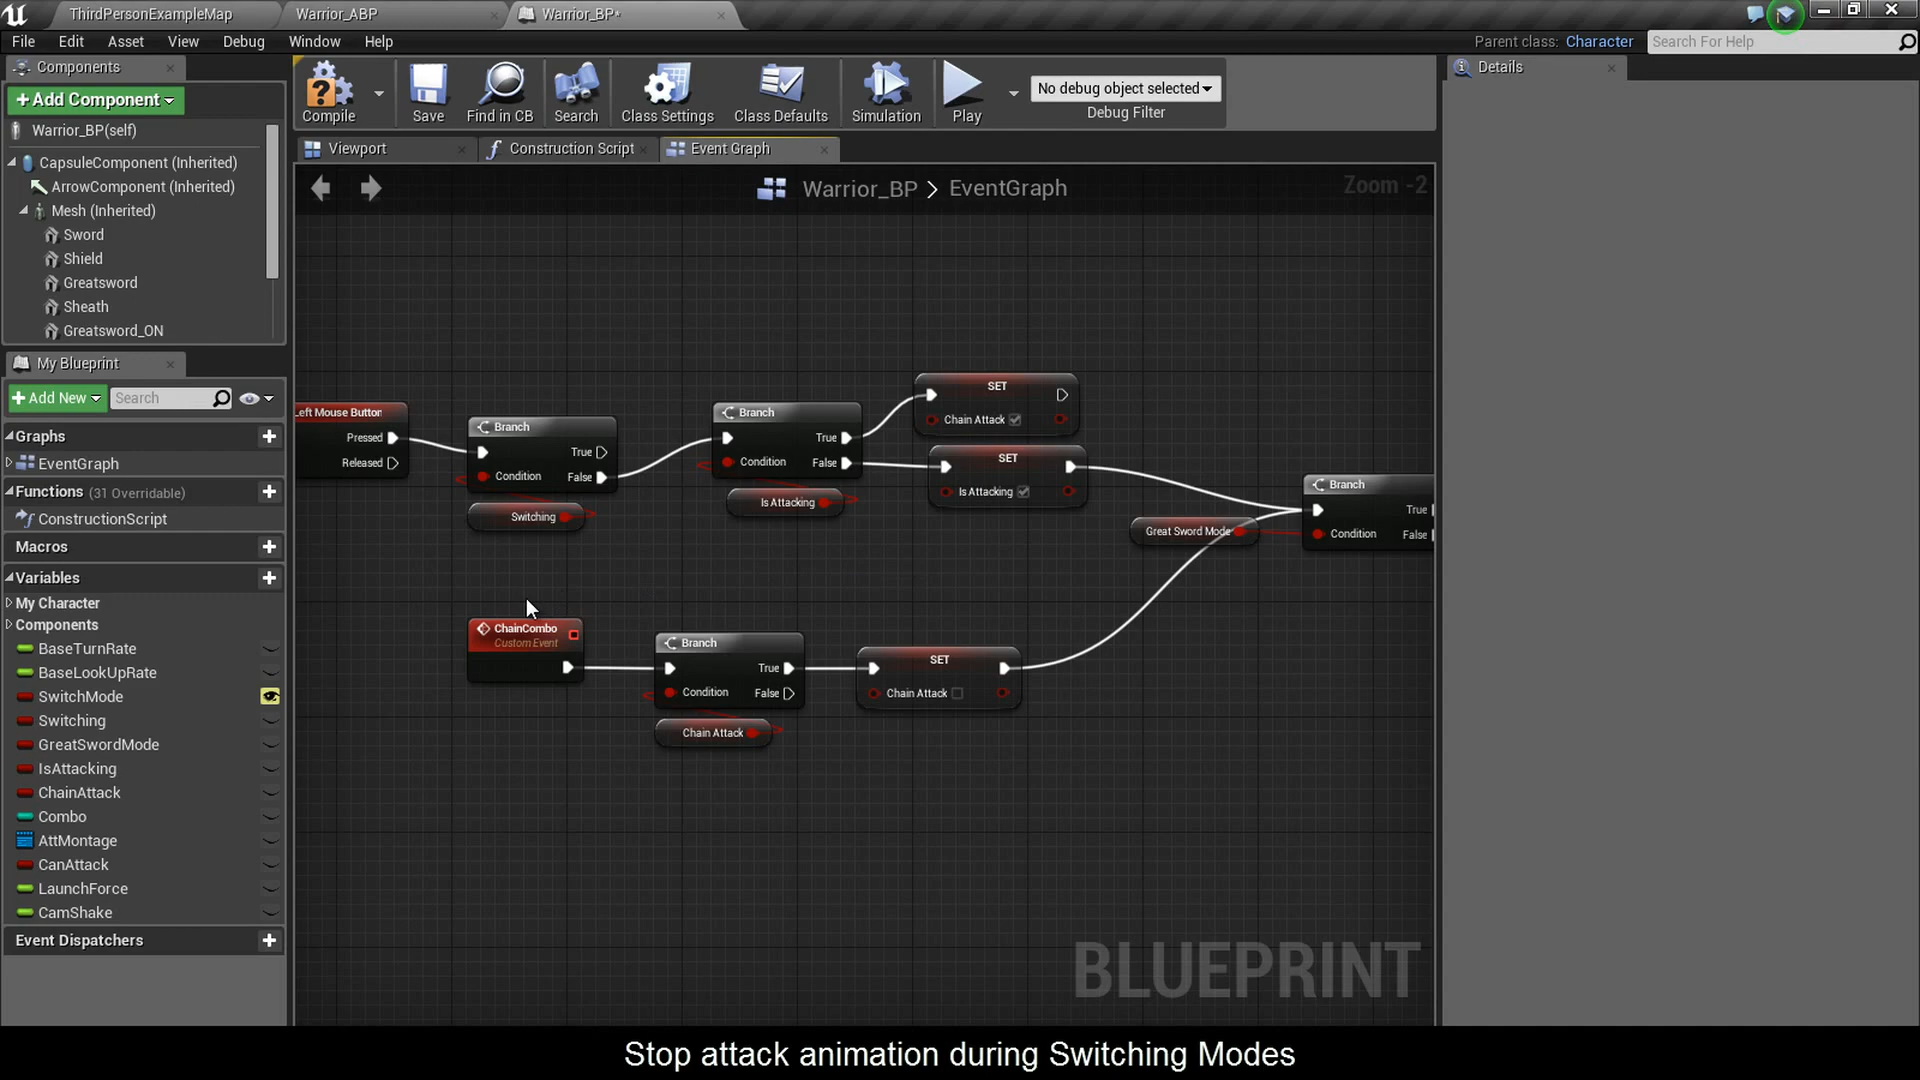 ThirdPersonExampleMap
Warrior_ABP
Warrior_BP*
File Edit Asset View Debug Window Help
Parent class: Character
Search For Help
Components
+Add Component
Warrior_BP(self)
CapsuleComponent (Inherited)
ArrowComponent (Inherited)
Mesh (Inherited)
Sword
Shield
Greatsword
Sheath
Greatsword_ON
My Blueprint
+Add New
Search
Graphs
EventGraph
Functions (31 Overridable)
ConstructionScript
Macros
Variables
My Character
Components
BaseTurnRate
BaseLookUpRate
SwitchMode
Switching
GreatSwordMode
IsAttacking
ChainAttack
Combo
AttMontage
CanAttack
LaunchForce
CamShake
Event Dispatchers
Compile
Save
Find in CB
Search
Class Settings
Class Defaults
Simulation
Play
No debug object selected
Debug Filter
Viewport
Construction Script
Event Graph
Warrior_BP > EventGraph
Zoom -2
Left Mouse Button
Pressed
Released
Branch
True
Condition
False
Switching
Branch
True
Condition
False
Is Attacking
SET
Chain Attack
SET
Is Attacking
Great Sword Mode
Branch
True
Condition
False
ChainCombo
Custom Event
Branch
True
Condition
False
Chain Attack
SET
Chain Attack
BLUEPRINT
Details
Stop attack animation during Switching Modes